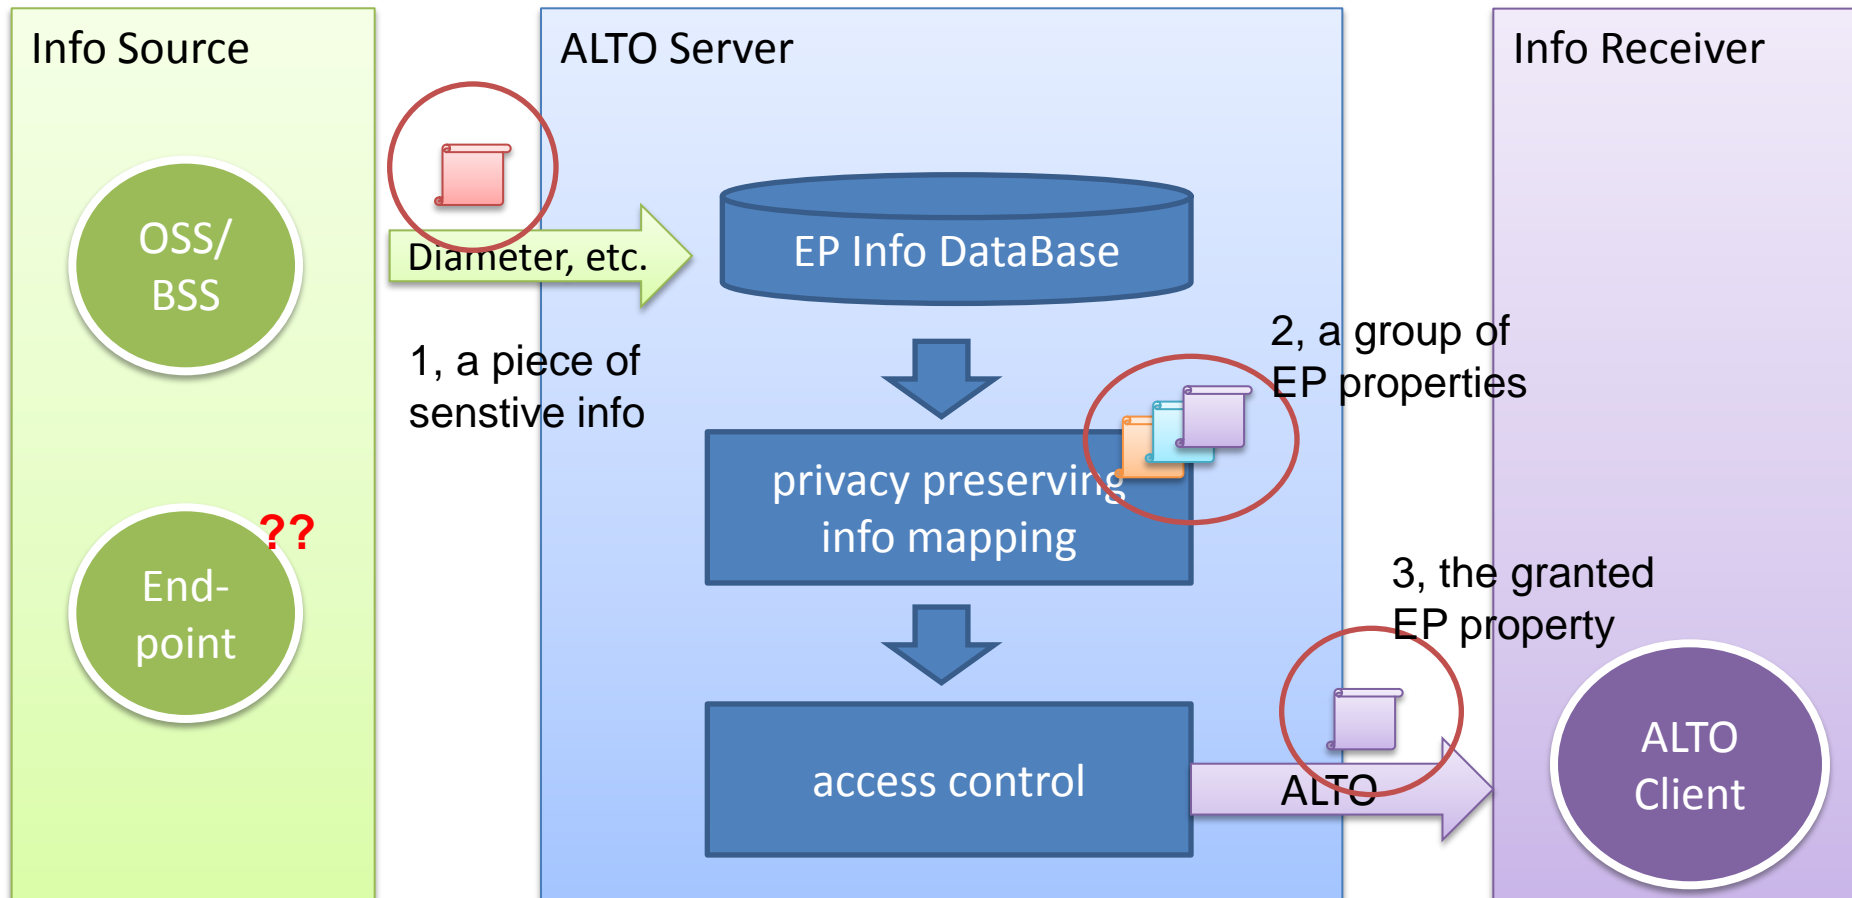 Info Source
OSS/
BSS
??
End-
point
Diameter, etc.
1, a piece of
senstive info
ALTO Server
EP Info DataBase
2, a group of
EP properties
privacy preserving
info mapping
access control
3, the granted
EP property
ALTO
Info Receiver
ALTO
Client